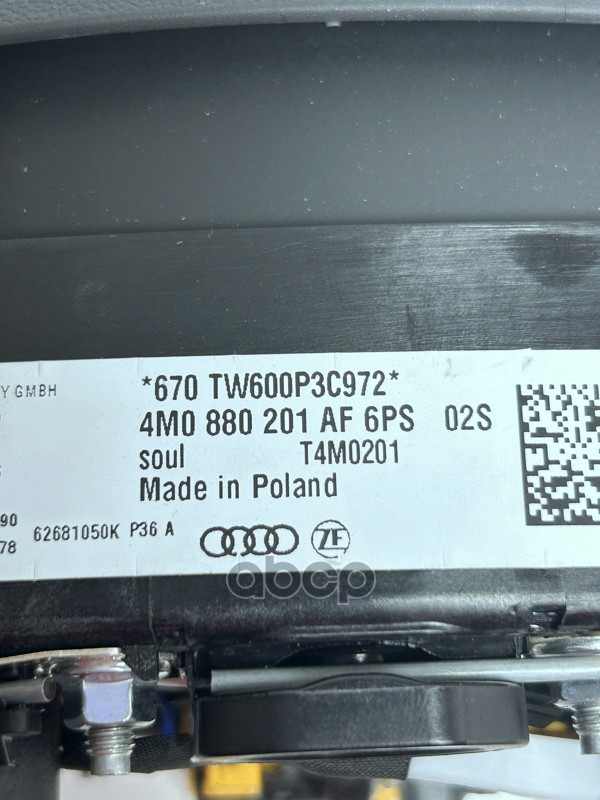 Y GMBH
*670 TW600P3C972*
4M0 880 201 AF 6PS 02S
soul T4M0201
Made in Poland
90
78
62681050K P36 A
ZF
abcp